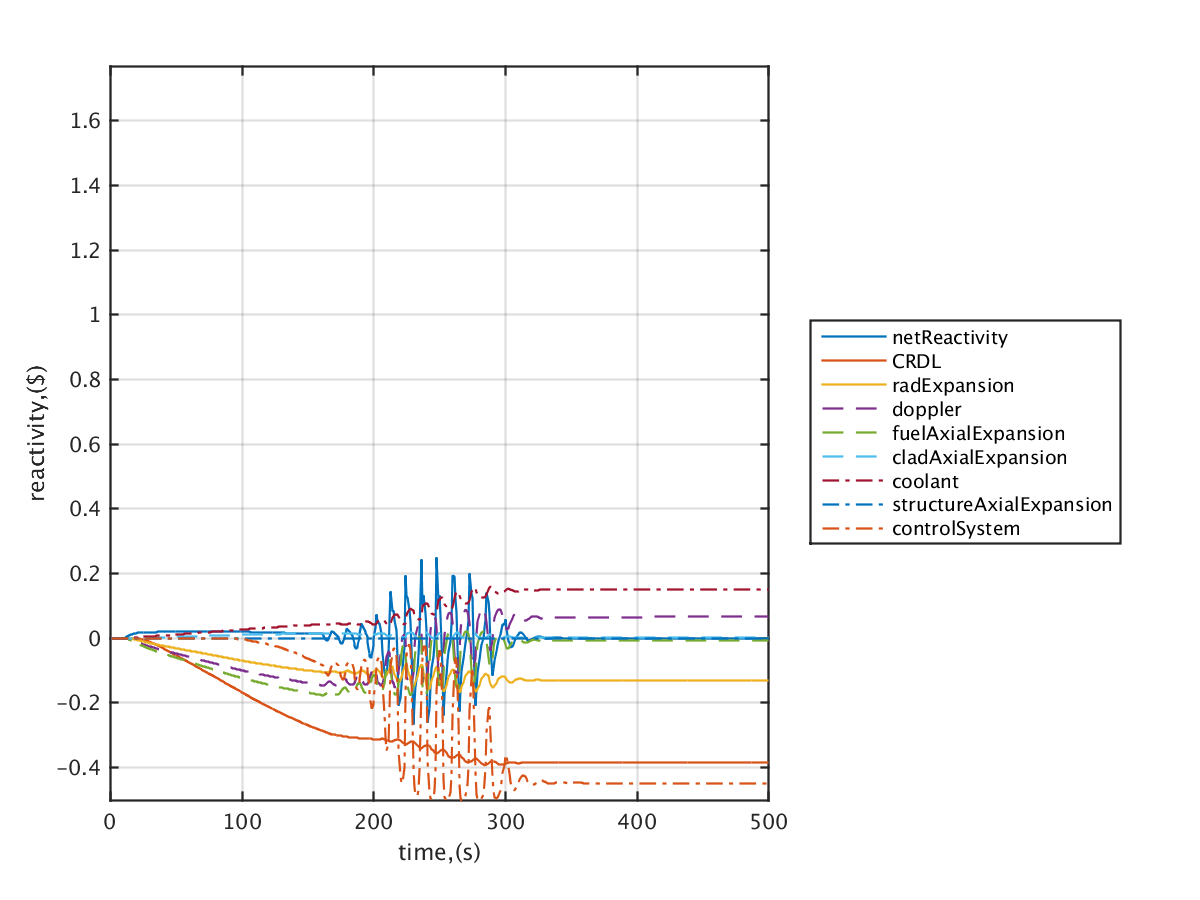 1.6
1.4
1.2
1
0.8
0.6
0.4
0.2
0
−0.2
−0.4
reactivity,($)
0 100 200 300 400 500
time,(s)
netReactivity
CRDL
radExpansion
doppler
fuelAxialExpansion
cladAxialExpansion
coolant
structureAxialExpansion
controlSystem